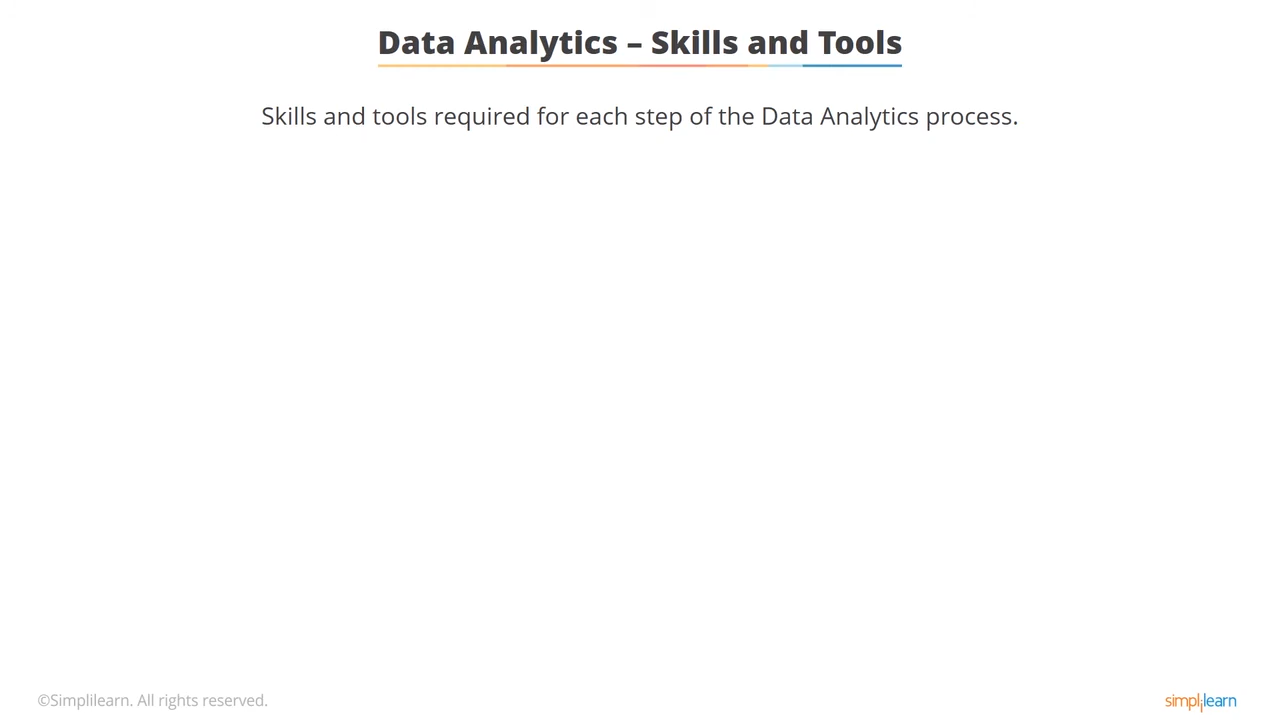 Data Analytics – Skills and Tools
Skills and tools required for each step of the Data Analytics process.
©Simplilearn. All rights reserved.
simplilearn